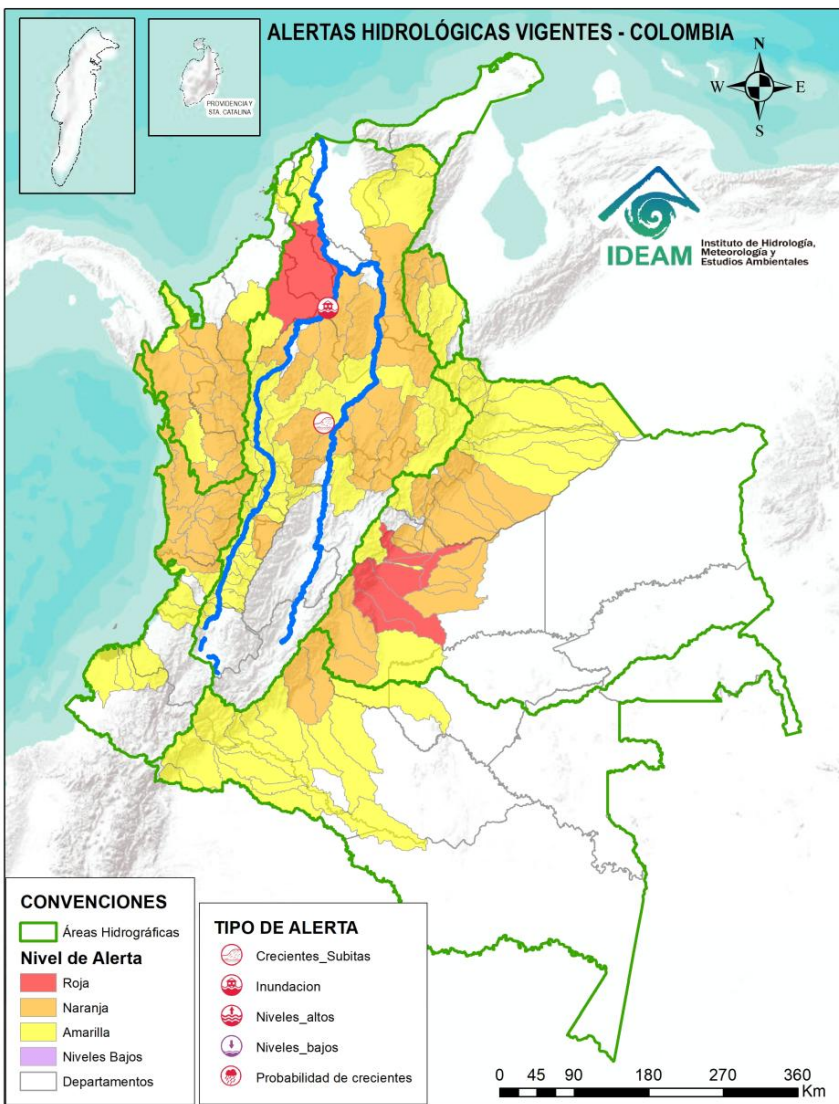 ALERTAS HIDROLÓGICAS VIGENTES - COLOMBIA
PROVIDENCIA Y
STA. CATALINA
N
W
E
S
IDEAM
Instituto de Hidrología,
Meteorología y
Estudios Ambientales
CONVENCIONES
Áreas Hidrográficas
Nivel de Alerta
Roja
Naranja
Amarilla
Niveles Bajos
Departamentos
TIPO DE ALERTA
Crecientes_Subitas
Inundacion
Niveles_altos
Niveles_bajos
Probabilidad de crecientes
0 45 90 180 270 360
Km